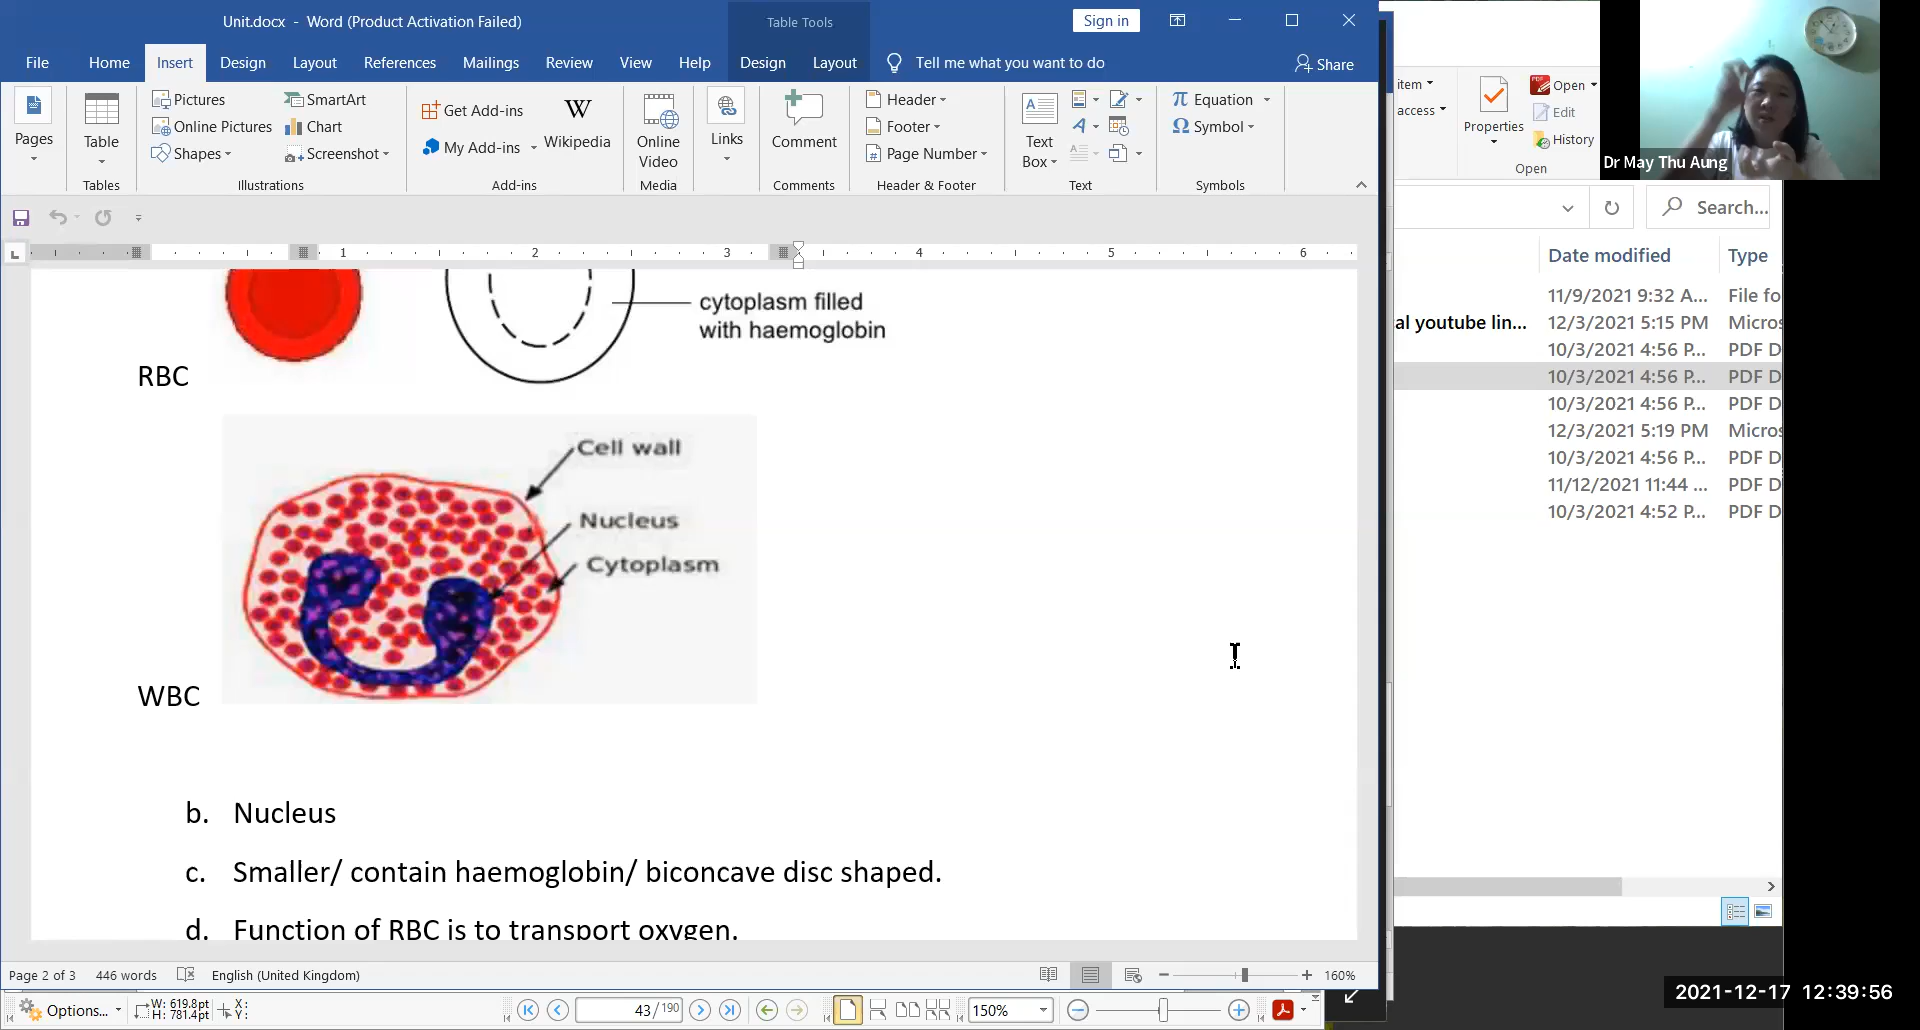 Unit.docx - Word (Product Activation Failed)
Table Tools
Sign in
File Home Insert Design Layout References Mailings Review View Help Design Layout Tell me what you want to do Share
Pages
Table
Tables
Pictures
Online Pictures
Shapes
SmartArt
Chart
Screenshot
Illustrations
Get Add-ins
My Add-ins
W
Wikipedia
Add-ins
Online
Video
Media
Links
Comment
Comments
Header
Footer
Page Number
Header & Footer
Text
Box
Text
π Equation
Ω Symbol
Symbols
1 2 3 4 5 6
cytoplasm filled
with haemoglobin
RBC
Cell wall
Nucleus
Cytoplasm
WBC
b. Nucleus
c. Smaller/ contain haemoglobin/ biconcave disc shaped.
d. Function of RBC is to transport oxygen.
Page 2 of 3 446 words English (United Kingdom) 160%
Options... W: 619.8pt X:
H: 781.4pt Y:
43/190 150%
item
access
Properties
Open
Edit
History
Open
Dr May Thu Aung
Search...
Date modified Type
11/9/2021 9:32 A... File fo
al youtube lin... 12/3/2021 5:15 PM Micros
10/3/2021 4:56 P... PDF D
10/3/2021 4:56 P... PDF D
10/3/2021 4:56 P... PDF D
12/3/2021 5:19 PM Micros
10/3/2021 4:56 P... PDF D
11/12/2021 11:44 ... PDF D
10/3/2021 4:52 P... PDF D
2021-12-17 12:39:56